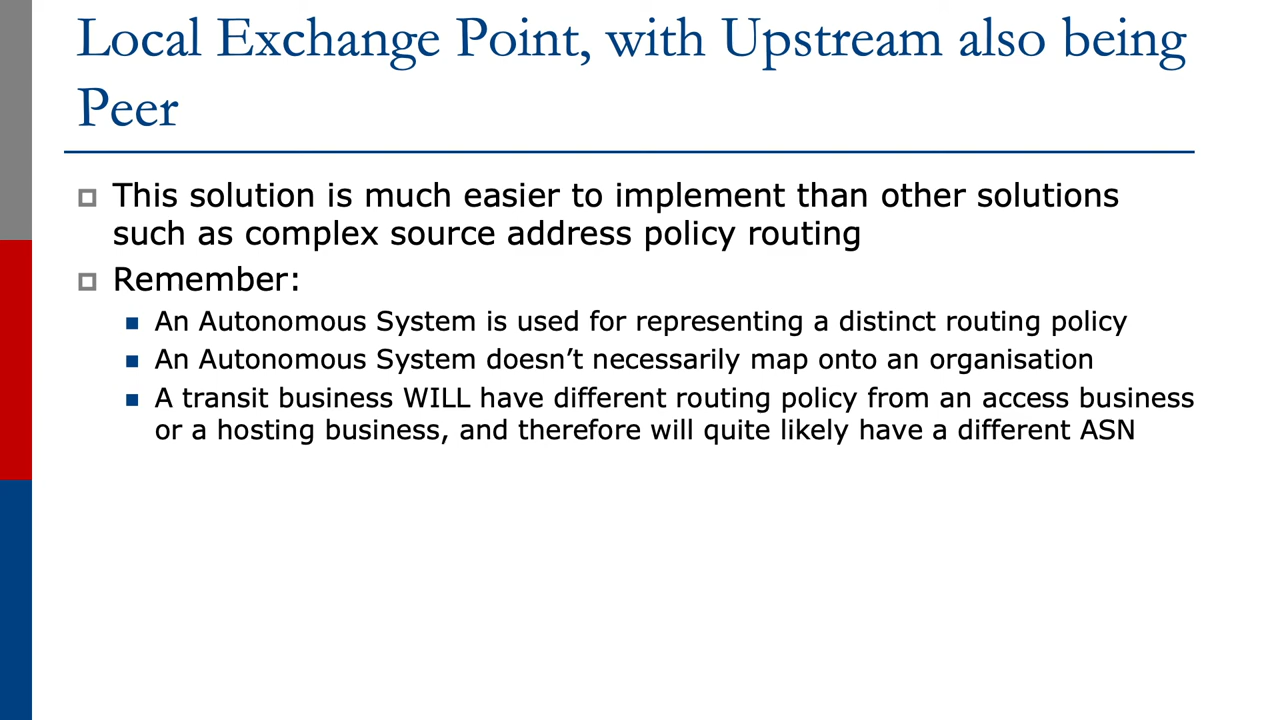 Local Exchange Point, with Upstream also being
Peer
This solution is much easier to implement than other solutions
such as complex source address policy routing
Remember:
An Autonomous System is used for representing a distinct routing policy
An Autonomous System doesn’t necessarily map onto an organisation
A transit business WILL have different routing policy from an access business
or a hosting business, and therefore will quite likely have a different ASN